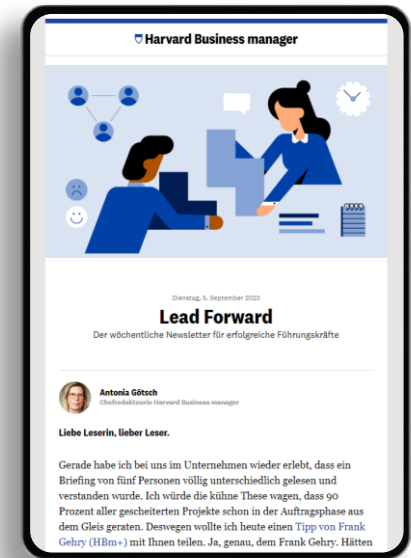 Harvard Business manager
Dienstag, 5. September 2023
Lead Forward
Der wöchentliche Newsletter für erfolgreiche Führungskräfte
Antonia Götsch
Chefredakteurin Harvard Business manager
Liebe Leserin, lieber Leser.
Gerade habe ich bei uns im Unternehmen wieder erlebt, dass ein
Briefing von fünf Personen völlig unterschiedlich gelesen und
verstanden wurde. Ich würde die kühne These wagen, dass 90
Prozent aller gescheiterten Projekte schon in der Auftragsphase aus
dem Gleis geraten. Deswegen wollte ich heute einen Tipp von Frank
Gehry (HBm+) mit Ihnen teilen. Ja, genau, dem Frank Gehry. Hätten